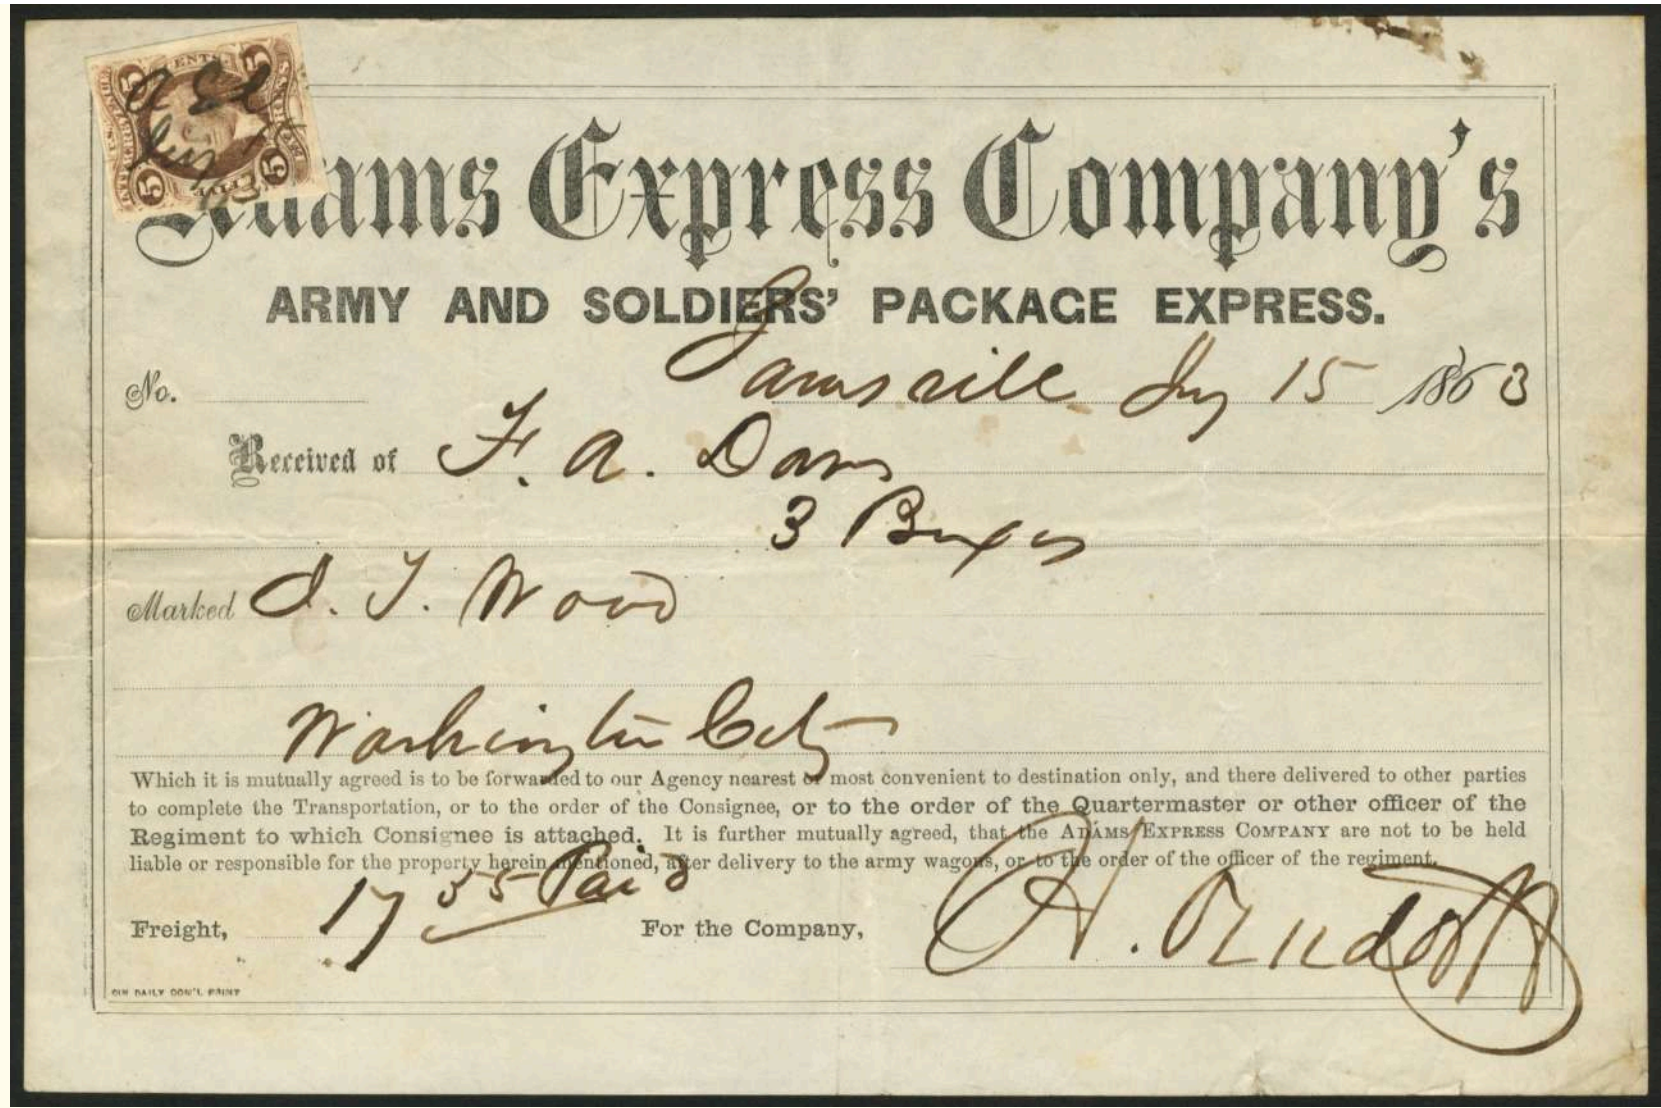 Adams Express Company's
ARMY AND SOLDIERS' PACKAGE EXPRESS.
No. 15 1863
Received of F. A. Davis
3 Boxes
Marked J. T. Wood
Washington City
Which it is mutually agreed is to be forwarded to our Agency nearest or most convenient to destination only, and there delivered to other parties
to complete the Transportation, or to the order of the Consignee, or to the order of the Quartermaster or other officer of the
Regiment to which Consignee is attached. It is further mutually agreed, that the ADAMS EXPRESS COMPANY are not to be held
liable or responsible for the property herein mentioned, after delivery to the army wagons, or to the order of the officer of the regiment.
Freight, 17 55 Paid For the Company,
CIN DAILY COM'L PRINT